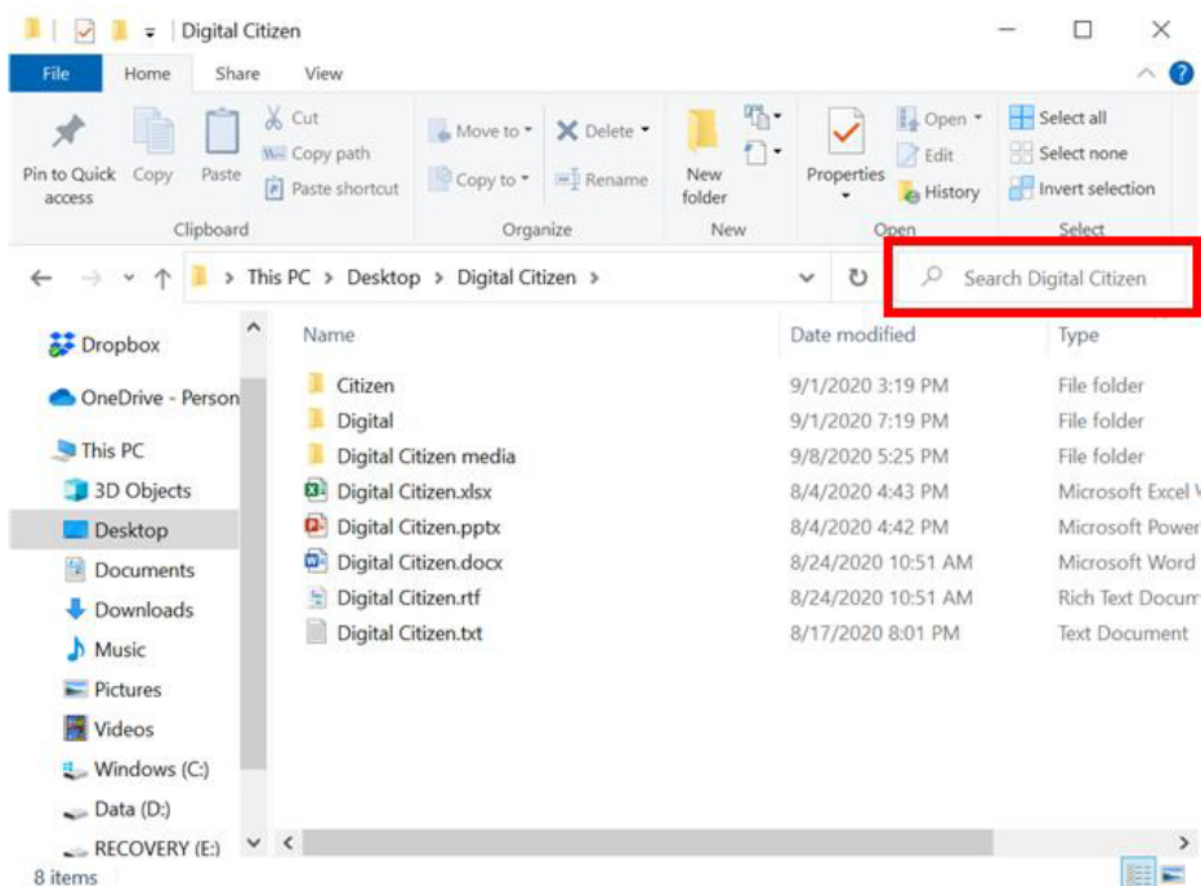 Digital Citizen
File Home Share View
Pin to Quick access
Copy
Paste
Cut
Copy path
Paste shortcut
Clipboard
Move to
Copy to
Delete
Rename
Organize
New folder
New
Properties
Open
Edit
History
Open
Select all
Select none
Invert selection
Select
This PC > Desktop > Digital Citizen >
Search Digital Citizen
Dropbox
OneDrive - Person
This PC
3D Objects
Desktop
Documents
Downloads
Music
Pictures
Videos
Windows (C:)
Data (D:)
RECOVERY (E:)
Name Date modified Type
Citizen 9/1/2020 3:19 PM File folder
Digital 9/1/2020 7:19 PM File folder
Digital Citizen media 9/8/2020 5:25 PM File folder
Digital Citizen.xlsx 8/4/2020 4:43 PM Microsoft Excel W
Digital Citizen.pptx 8/4/2020 4:42 PM Microsoft Power
Digital Citizen.docx 8/24/2020 10:51 AM Microsoft Word
Digital Citizen.rtf 8/24/2020 10:51 AM Rich Text Docum
Digital Citizen.txt 8/17/2020 8:01 PM Text Document
8 items